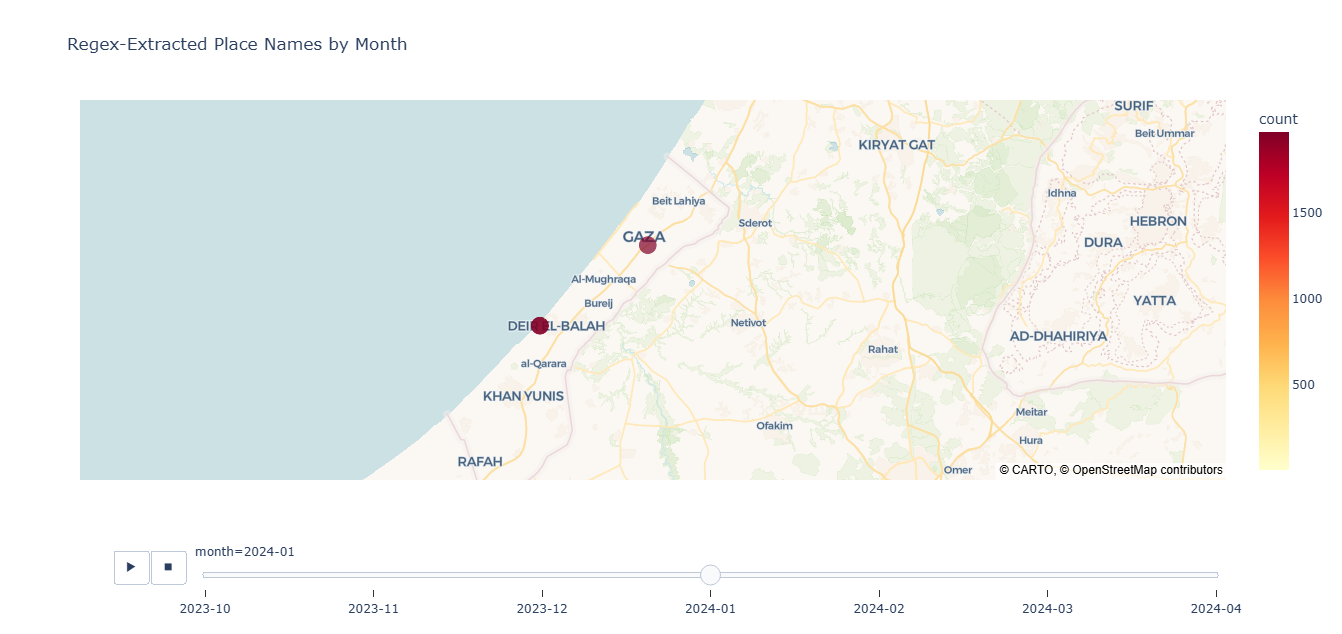 Regex-Extracted Place Names by Month
SURIF
count
Beit Ummar
KIRYAT GAT
Idhna
Beit Lahiya
1500
HEBRON
Sderot
GAZA
DURA
Al-Mughraqa
1000
YATTA
Bureij
Netivot
DEIR EL-BALAH
AD-DHAHIRIYA
Rahat
al-Qarara
500
KHAN YUNIS
Meitar
Ofakim
Hura
RAFAH
Omer
© CARTO, © OpenStreetMap contributors
month=2024-01
2023-10 2023-11 2023-12 2024-01 2024-02 2024-03 2024-04